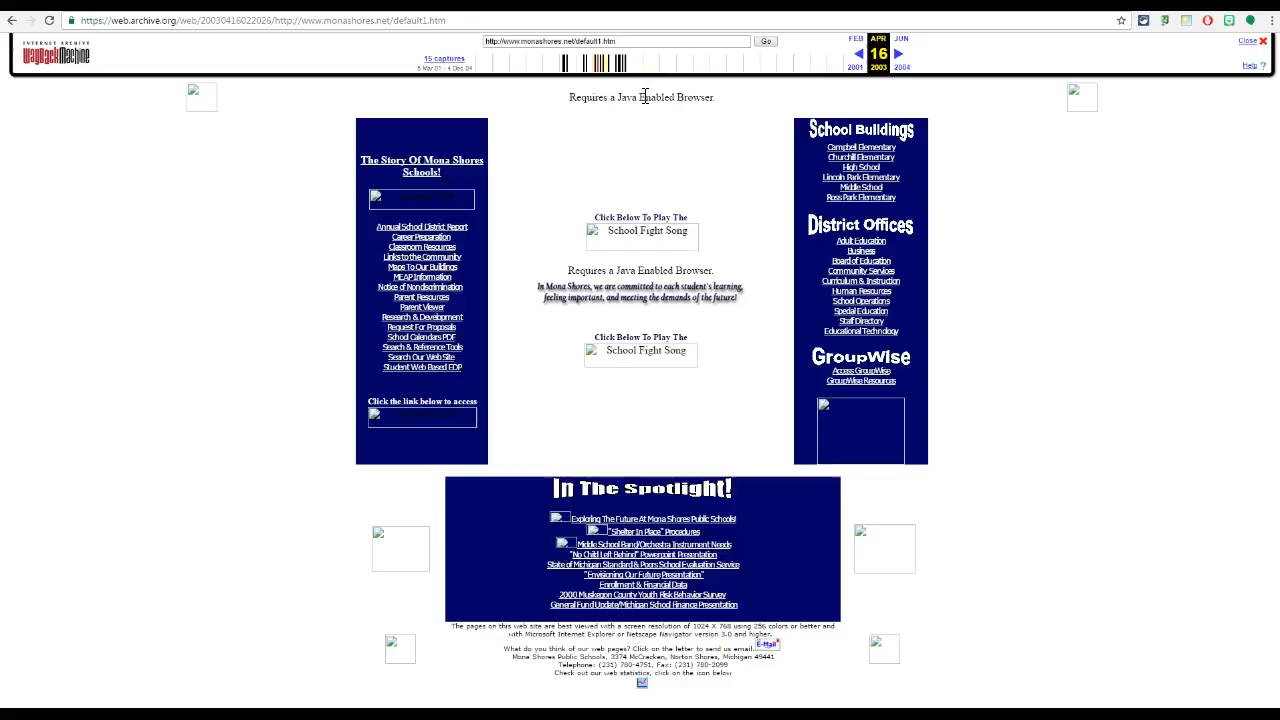 https://web.archive.org/web/20030416022026/http://www.monashores.net/default1.htm
INTERNET ARCHIVE
WayBackMachine
http://www.monashores.net/default1.htm
Go
15 captures
5 Mar 01 - 4 Dec 04
FEB APR JUN
16
2001 2003 2004
Close
Help ?
Requires a Java Enabled Browser.
The Story Of Mona Shores
Schools!
Annual School District Report
Career Preparation
Classroom Resources
Links to the Community
Maps To Our Buildings
MEAP Information
Notice of Nondiscrimination
Parent Resources
Parent Viewer
Research & Development
Request For Proposals
School Calendars PDF
Search & Reference Tools
Search Our Web Site
Student Web Based EDP
Click the link below to access
Click Below To Play The
School Fight Song
Requires a Java Enabled Browser.
In Mona Shores, we are committed to each student's learning,
feeling important, and meeting the demands of the future!
Click Below To Play The
School Fight Song
School Buildings
Campbell Elementary
Churchill Elementary
High School
Lincoln Park Elementary
Middle School
Ross Park Elementary
District Offices
Adult Education
Business
Board of Education
Community Services
Curriculum & Instruction
Human Resources
School Operations
Special Education
Staff Directory
Educational Technology
GroupWise
Access GroupWise
GroupWise Resources
In The Spotlight!
Exploring The Future At Mona Shores Public Schools!
"Shelter In Place" Procedures
Middle School Band/Orchestra Instrument Needs
"No Child Left Behind" Powerpoint Presentation
State of Michigan Standard & Poors School Evaluation Service
"Envisioning Our Future Presentation"
Enrollment & Financial Data
2000 Muskegon County Youth Risk Behavior Survey
General Fund Update/Michigan School Finance Presentation
The pages on this web site are best viewed with a screen resolution of 1024 X 768 using 256 colors or better and
with Microsoft Internet Explorer or Netscape Navigator version 3.0 and higher.
What do you think of our web pages? Click on the letter to send us email. E-Mail
Mona Shores Public Schools, 3374 McCracken, Norton Shores, Michigan 49441
Telephone: (231) 780-4751, Fax: (231) 780-2099
Check out our web statistics, click on the icon below